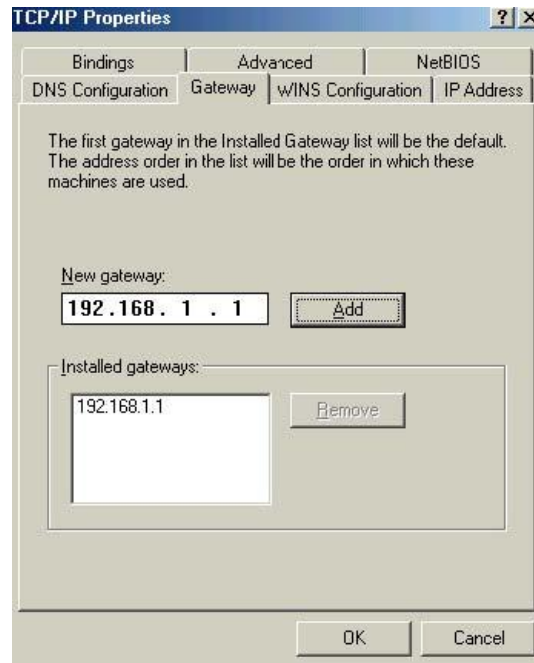 TCP/IP Properties
? ×
Bindings Advanced NetBIOS
DNS Configuration Gateway WINS Configuration IP Address
The first gateway in the Installed Gateway list will be the default.
The address order in the list will be the order in which these
machines are used.
New gateway:
192.168. 1 . 1 Add
Installed gateways:
192.168.1.1 Remove
OK Cancel